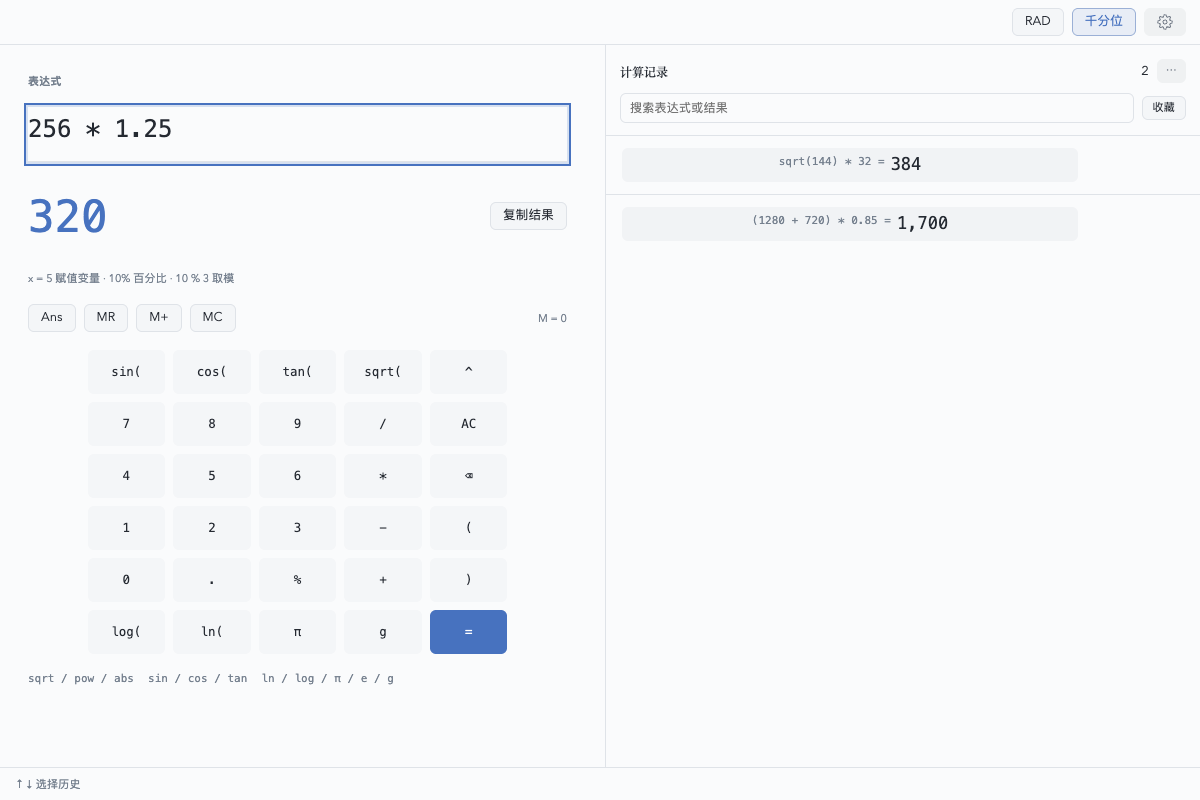 RAD 千分位
表达式
256 * 1.25
320
复制结果
x = 5 赋值变量 · 10% 百分比 · 10 % 3 取模
Ans MR M+ MC M = 0
sin( cos( tan( sqrt( ^
7 8 9 / AC
4 5 6 * ⌫
1 2 3 − (
0 . % + )
log( ln( π g =
sqrt / pow / abs sin / cos / tan ln / log / π / e / g
计算记录 2 ···
搜索表达式或结果 收藏
sqrt(144) * 32 = 384
(1280 + 720) * 0.85 = 1,700
↑↓ 选择历史